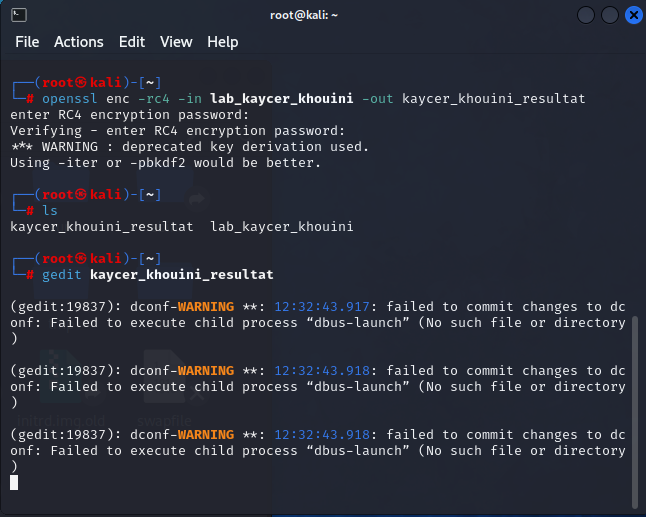 root@kali: ~
File Actions Edit View Help
┌──(root㉿kali)-[~]
└─# openssl enc -rc4 -in lab_kaycer_khouini -out kaycer_khouini_resultat
enter RC4 encryption password:
Verifying - enter RC4 encryption password:
*** WARNING : deprecated key derivation used.
Using -iter or -pbkdf2 would be better.
┌──(root㉿kali)-[~]
└─# ls
kaycer_khouini_resultat lab_kaycer_khouini
┌──(root㉿kali)-[~]
└─# gedit kaycer_khouini_resultat
(gedit:19837): dconf-WARNING **: 12:32:43.917: failed to commit changes to dc
onf: Failed to execute child process “dbus-launch” (No such file or directory
)
(gedit:19837): dconf-WARNING **: 12:32:43.918: failed to commit changes to dc
onf: Failed to execute child process “dbus-launch” (No such file or directory
)
(gedit:19837): dconf-WARNING **: 12:32:43.918: failed to commit changes to dc
onf: Failed to execute child process “dbus-launch” (No such file or directory
)